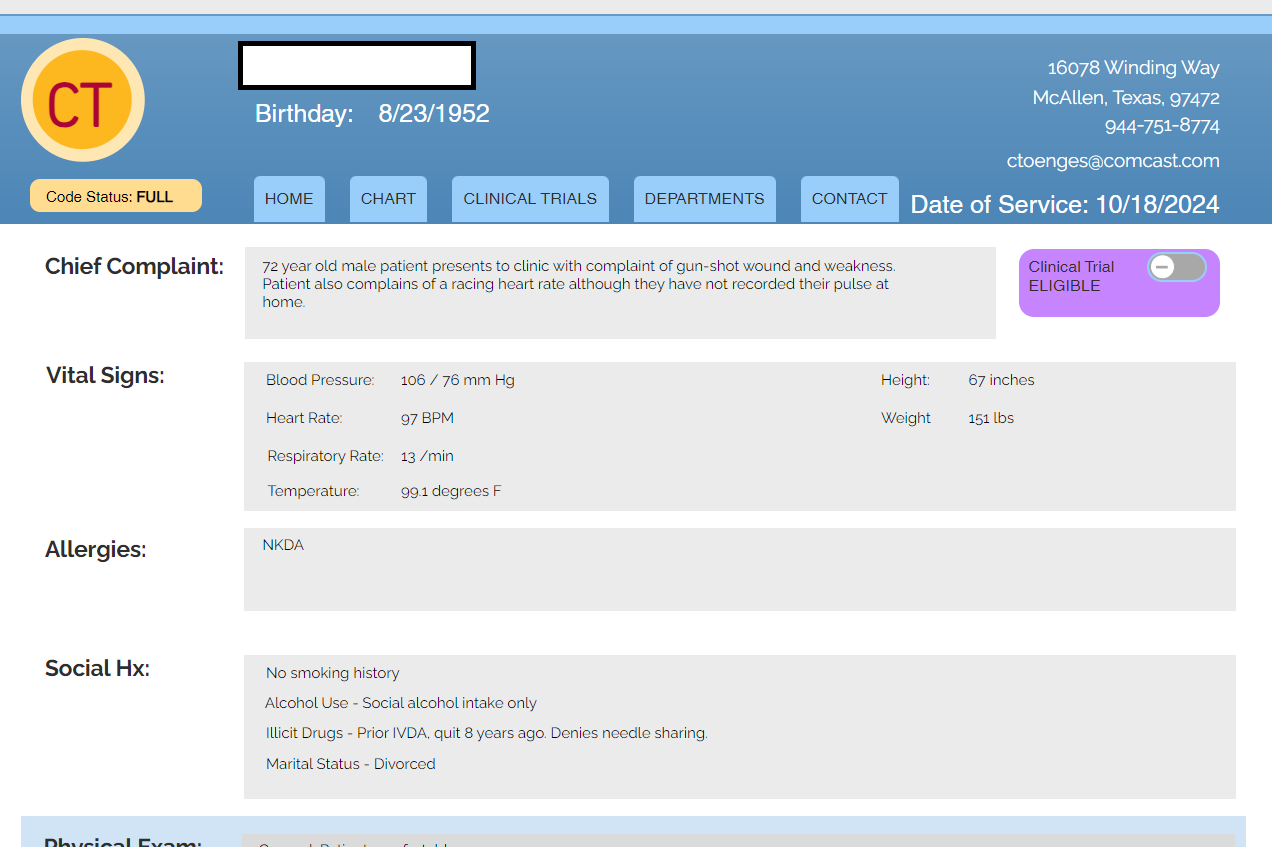 CT
Birthday: 8/23/1952
16078 Winding Way
McAllen, Texas, 97472
944-751-8774
ctoenges@comcast.com
Code Status: FULL
HOME
CHART
CLINICAL TRIALS
DEPARTMENTS
CONTACT
Date of Service: 10/18/2024
Chief Complaint:
72 year old male patient presents to clinic with complaint of gun-shot wound and weakness.
Patient also complains of a racing heart rate although they have not recorded their pulse at
home.
Clinical Trial
ELIGIBLE
Vital Signs:
Blood Pressure: 106 / 76 mm Hg
Height: 67 inches
Heart Rate: 97 BPM
Weight 151 lbs
Respiratory Rate: 13 /min
Temperature: 99.1 degrees F
Allergies:
NKDA
Social Hx:
No smoking history
Alcohol Use - Social alcohol intake only
Illicit Drugs - Prior IVDA, quit 8 years ago. Denies needle sharing.
Marital Status - Divorced
Physical Exam: